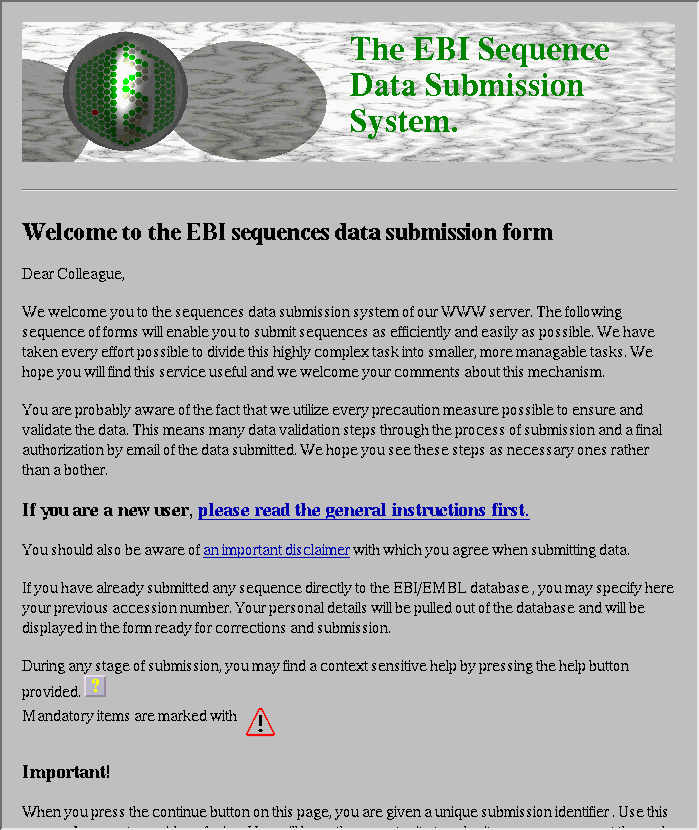 The EBI Sequence
Data Submission
System.
Welcome to the EBI sequences data submission form
Dear Colleague,
We welcome you to the sequences data submission system of our WWW server. The following
sequence of forms will enable you to submit sequences as efficiently and easily as possible. We have
taken every effort possible to divide this highly complex task into smaller, more managable tasks. We
hope you will find this service useful and we welcome your comments about this mechanism.
You are probably aware of the fact that we utilize every precaution measure possible to ensure and
validate the data. This means many data validation steps through the process of submission and a final
authorization by email of the data submitted. We hope you see these steps as necessary ones rather
than a bother.
If you are a new user, please read the general instructions first.
You should also be aware of an important disclaimer with which you agree when submitting data.
If you have already submitted any sequence directly to the EBI/EMBL database , you may specify here
your previous accession number. Your personal details will be pulled out of the database and will be
displayed in the form ready for corrections and submission.
During any stage of submission, you may find a context sensitive help by pressing the help button
provided. ?
Mandatory items are marked with !
Important!
When you press the continue button on this page, you are given a unique submission identifier . Use this